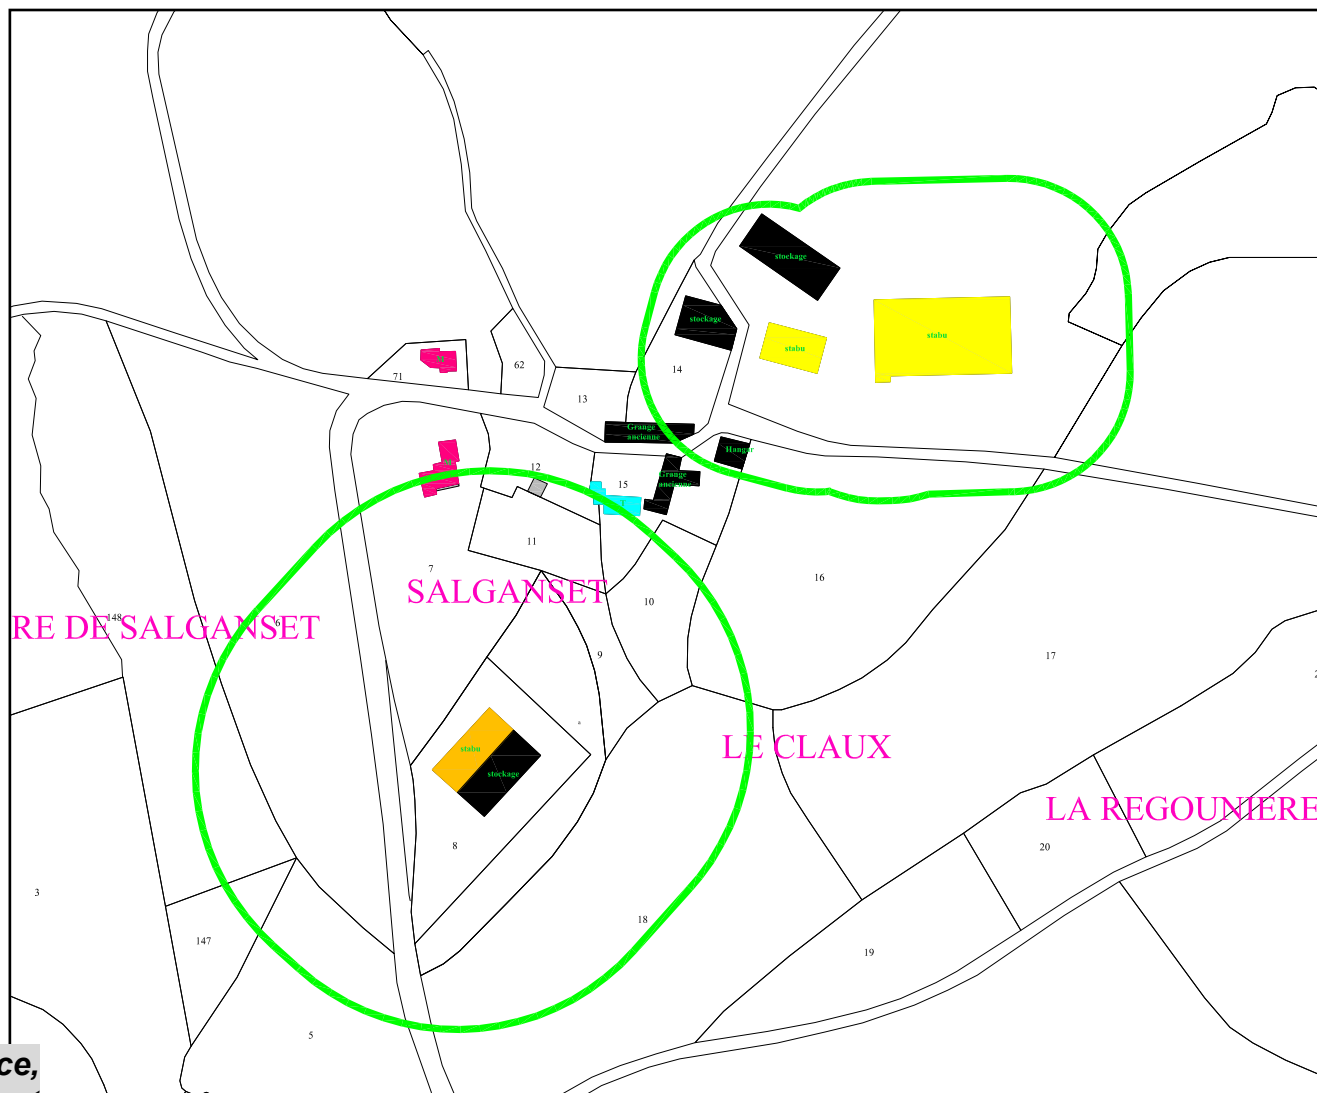 stockage
stockage
stabu
stabu
62
71
14
13
Grange
ancienne
Hangar
12
15
Grange
ancienne
11
7
16
SALGANSET
10
148
6
RE DE SALGANSET
9
17
LE CLAUX
stabu
stockage
LA REGOUNIERE
8
20
3
18
147
19
5
ce,